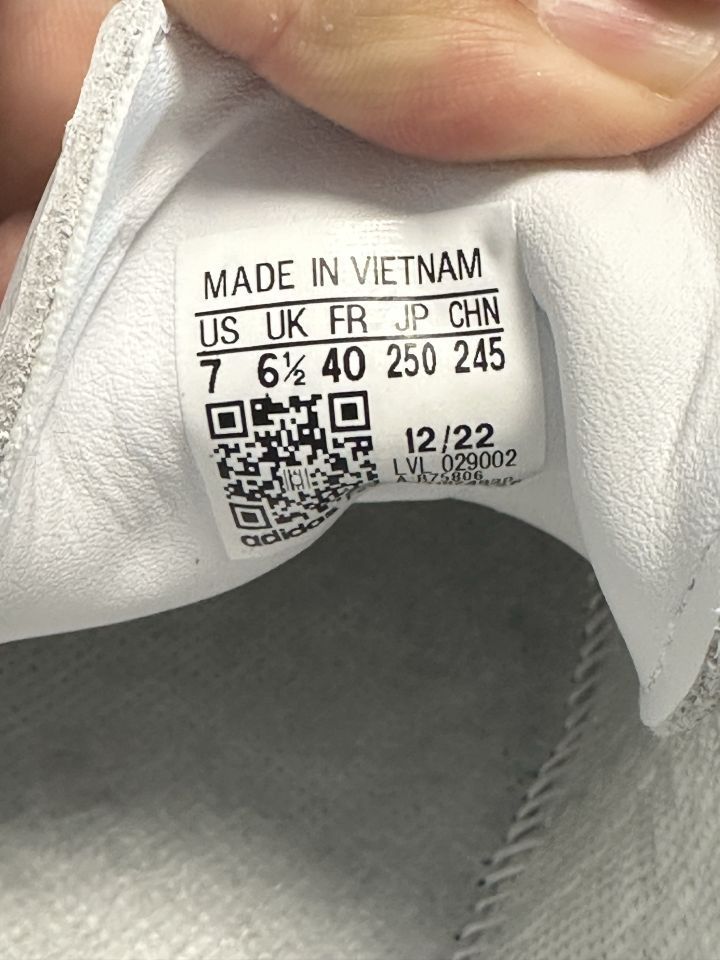 MADE IN VIETNAM
US UK FR JP CHN
7 6½ 40 250 245
12/22
LVL 029002
adidas